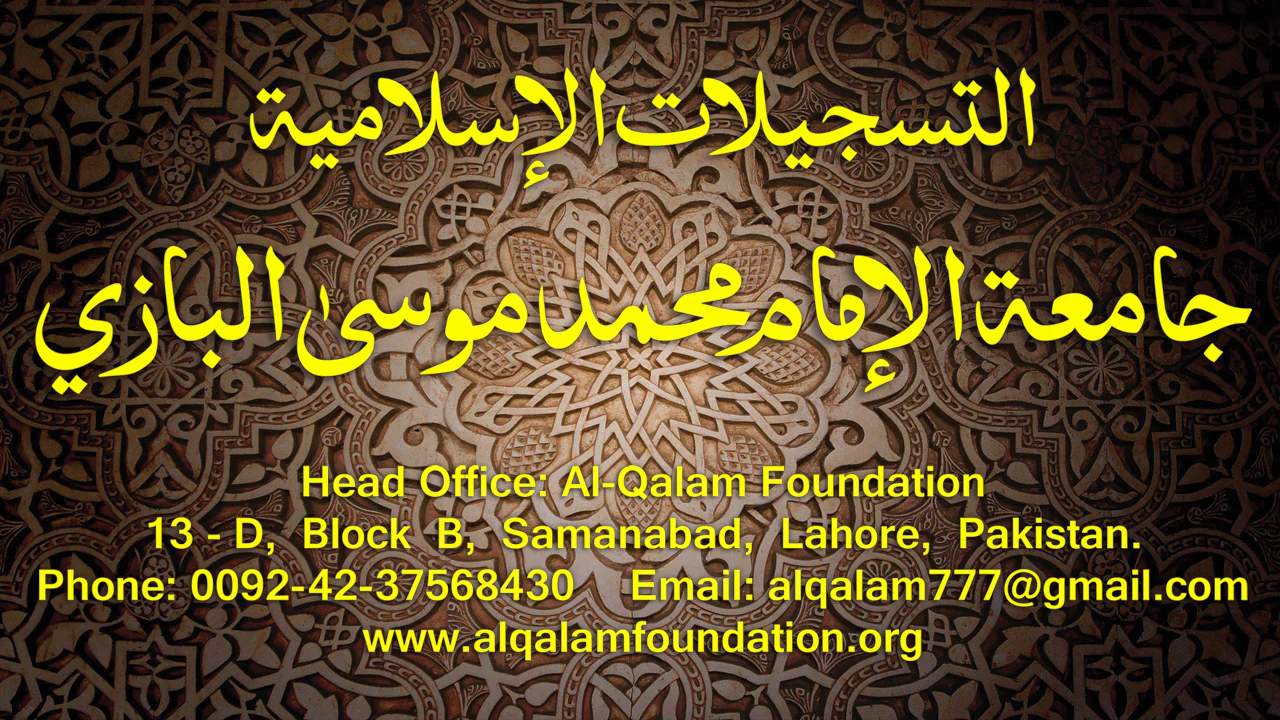 التسجيلات الإسلامية
جامعة الإمام محمد موسى البازي
Head Office: Al-Qalam Foundation
13 - D, Block B, Samanabad, Lahore, Pakistan.
Phone: 0092-42-37568430 Email: alqalam777@gmail.com
www.alqalamfoundation.org